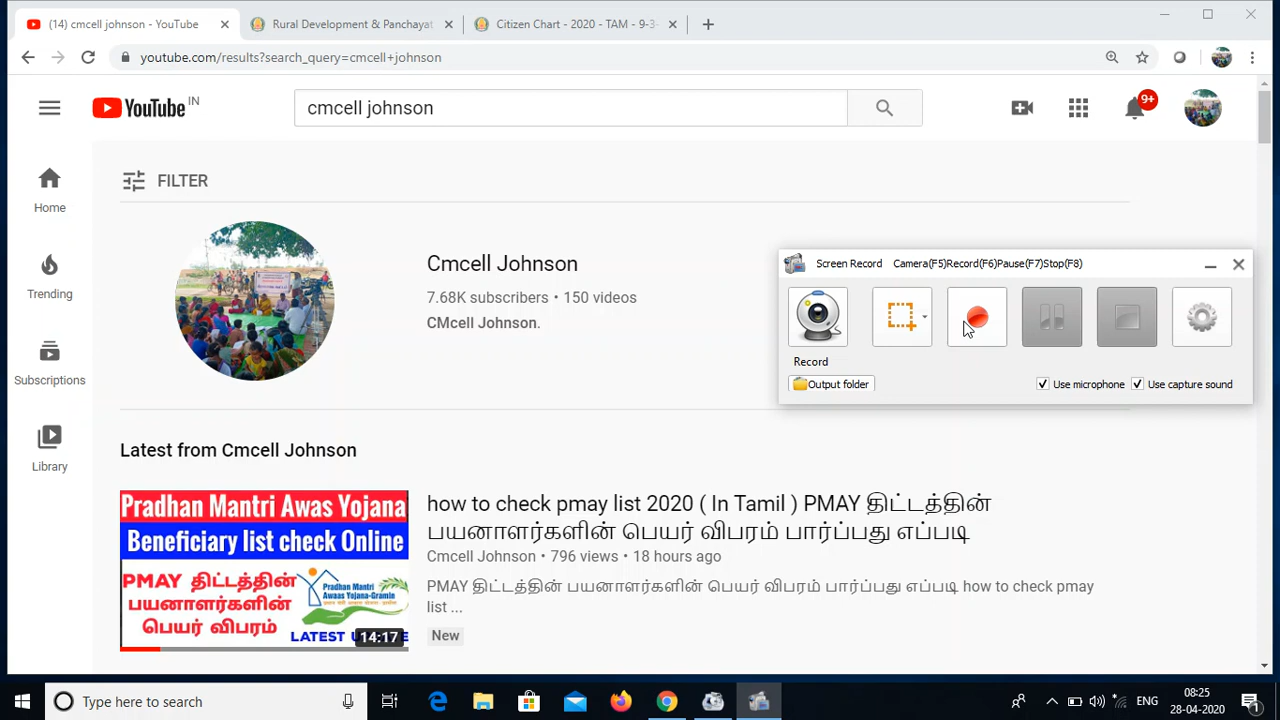 (14) cmcell johnson - YouTube
Rural Development & Panchayat
Citizen Chart - 2020 - TAM - 9-3-
youtube.com/results?search_query=cmcell+johnson
YouTube IN
cmcell johnson
9+
FILTER
Home
Trending
Subscriptions
Library
Cmcell Johnson
7.68K subscribers • 150 videos
CMcell Johnson.
Screen Record Camera(F5)Record(F6)Pause(F7)Stop(F8)
Record
Output folder
Use microphone
Use capture sound
Latest from Cmcell Johnson
Pradhan Mantri Awas Yojana
Beneficiary list check Online
PMAY திட்டத்தின்
பயனாளர்களின்
பெயர் விபரம்
Pradhan Mantri
Awaas Yojana-Gramin
14:17
how to check pmay list 2020 ( In Tamil ) PMAY திட்டத்தின்
பயனாளர்களின் பெயர் விபரம் பார்ப்பது எப்படி
Cmcell Johnson • 796 views • 18 hours ago
PMAY திட்டத்தின் பயனாளர்களின் பெயர் விபரம் பார்ப்பது எப்படி how to check pmay
list ...
New
Type here to search
ENG
08:25
28-04-2020
1